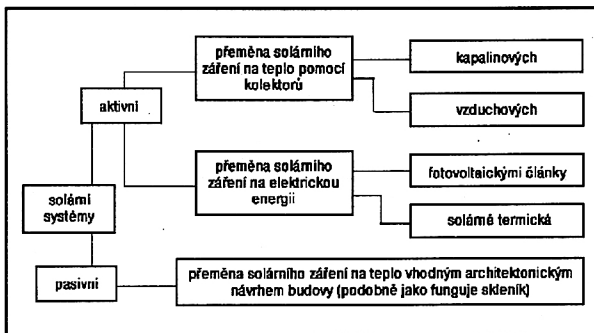 přeměna solárního
záření na teplo pomocí
kolektorů
kapalinových
vzduchových
aktivní
přeměna solárního
záření na elektrickou
energii
fotovoltaickými články
solárně termická
solární
systémy
pasivní
přeměna solárního záření na teplo vhodným architektonickým
návrhem budovy (podobně jako funguje skleník)